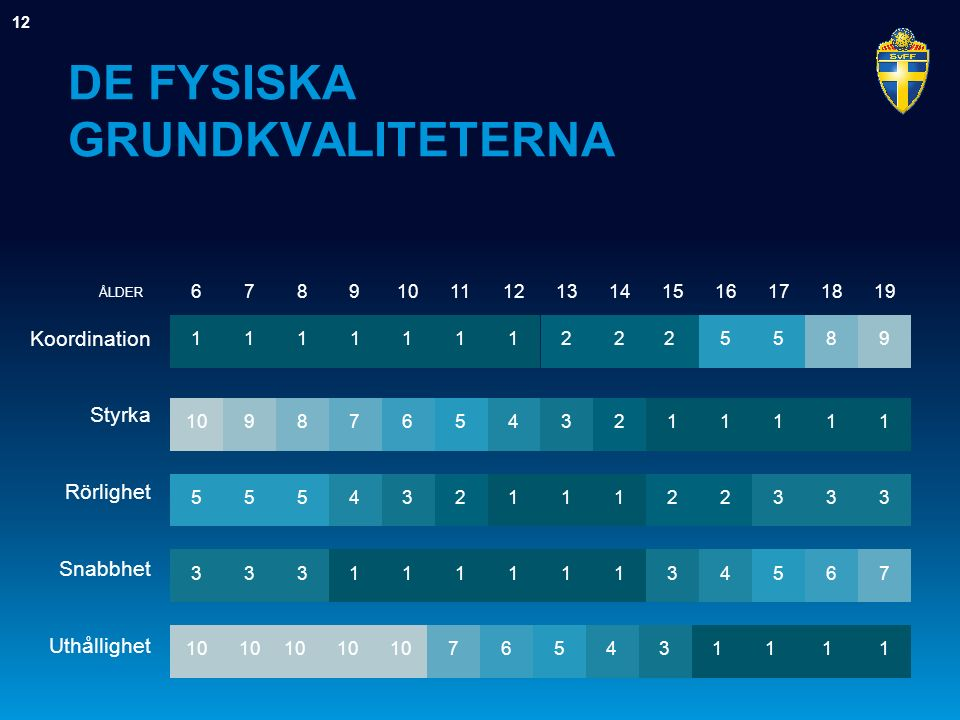 12
SvFF
DE FYSISKA
GRUNDKVALITETERNA
ÅLDER 6 7 8 9 10 11 12 13 14 15 16 17 18 19
Koordination 1 1 1 1 1 1 1 2 2 2 5 5 8 9
Styrka 10 9 8 7 6 5 4 3 2 1 1 1 1 1
Rörlighet 5 5 5 4 3 2 1 1 1 2 2 3 3 3
Snabbhet 3 3 3 1 1 1 1 1 1 3 4 5 6 7
Uthållighet 10 10 10 10 10 7 6 5 4 3 1 1 1 1